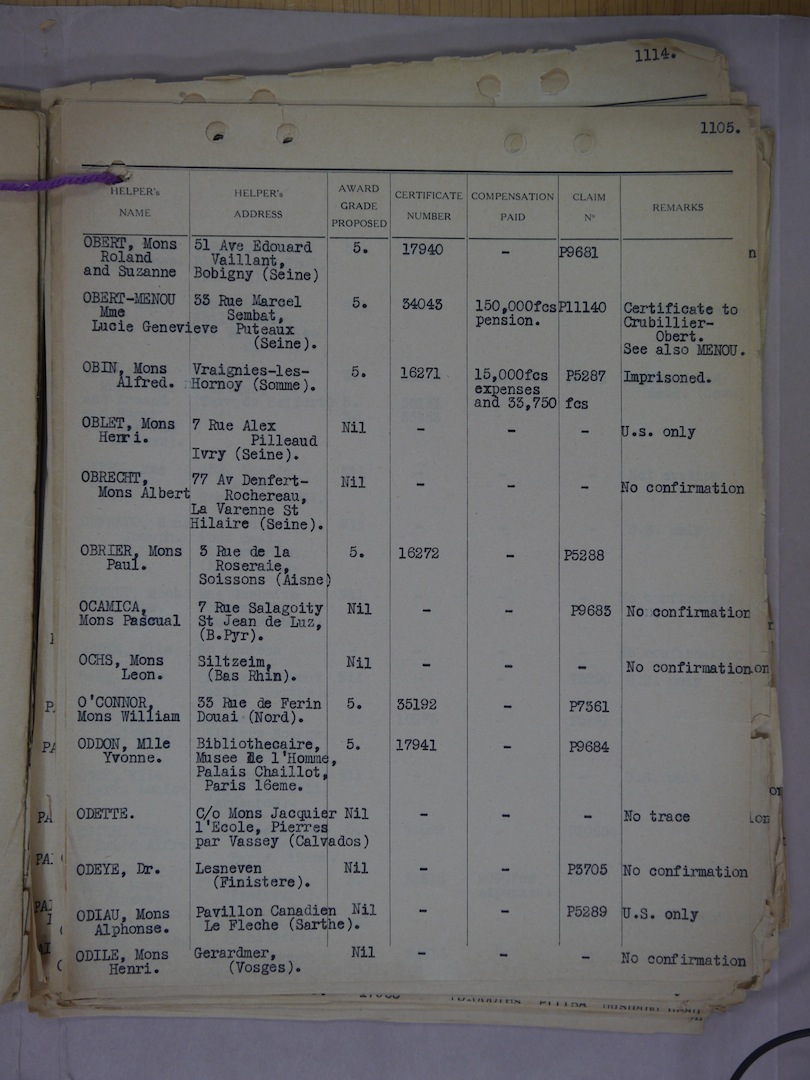 1114.
1105.
HELPER's NAME | HELPER's ADDRESS | AWARD GRADE PROPOSED | CERTIFICATE NUMBER | COMPENSATION PAID | CLAIM Nº | REMARKS
OBERT, Mons | 51 Ave Edouard | 5. | 17940 | - | P9681
Roland | Vaillant,
and Suzanne | Bobigny (Seine)
OBERT-MENOU | 33 Rue Marcel | 5. | 34043 | 150,000fcs | P11140 | Certificate to
Mme | Sembat, | pension. | Crubillier-
Lucie Genevieve | Puteaux | Obert.
(Seine). | See also MENOU.
OBIN, Mons | Vraignies-les- | 5. | 16271 | 15,000fcs | P5287 | Imprisoned.
Alfred. | Hornoy (Somme). | expenses
and 33,750 fcs
OBLET, Mons | 7 Rue Alex | Nil | - | - | - | U.s. only
Henri. | Pilleaud
Ivry (Seine).
OBRECHT, | 77 Av Denfert- | Nil | - | - | - | No confirmation
Mons Albert | Rochereau,
La Varenne St
Hilaire (Seine).
OBRIER, Mons | 3 Rue de la | 5. | 16272 | - | P5288
Paul. | Roseraie,
Soissons (Aisne)
OCAMICA, | 7 Rue Salagoity | Nil | - | - | P9683 | No confirmation
Mons Pascual | St Jean de Luz,
(B.Pyr).
OCHS, Mons | Siltzeim, | Nil | - | - | - | No confirmation
Leon. | (Bas Rhin).
O'CONNOR, | 33 Rue de Ferin | 5. | 35192 | - | P7361
Mons William | Douai (Nord).
ODDON, Mlle | Bibliothecaire, | 5. | 17941 | - | P9684
Yvonne. | Musee de l'Homme,
Palais Chaillot,
Paris 16eme.
ODETTE. | C/o Mons Jacquier | Nil | - | - | - | No trace
l'Ecole, Pierres
par Vassey (Calvados)
ODEYE, Dr. | Lesneven | Nil | - | - | P3705 | No confirmation
(Finistere).
ODIAU, Mons | Pavillon Canadien | Nil | - | - | P5289 | U.S. only
Alphonse. | Le Fleche (Sarthe).
ODILE, Mons | Gerardmer, | Nil | - | - | - | No confirmation
Henri. | (Vosges).